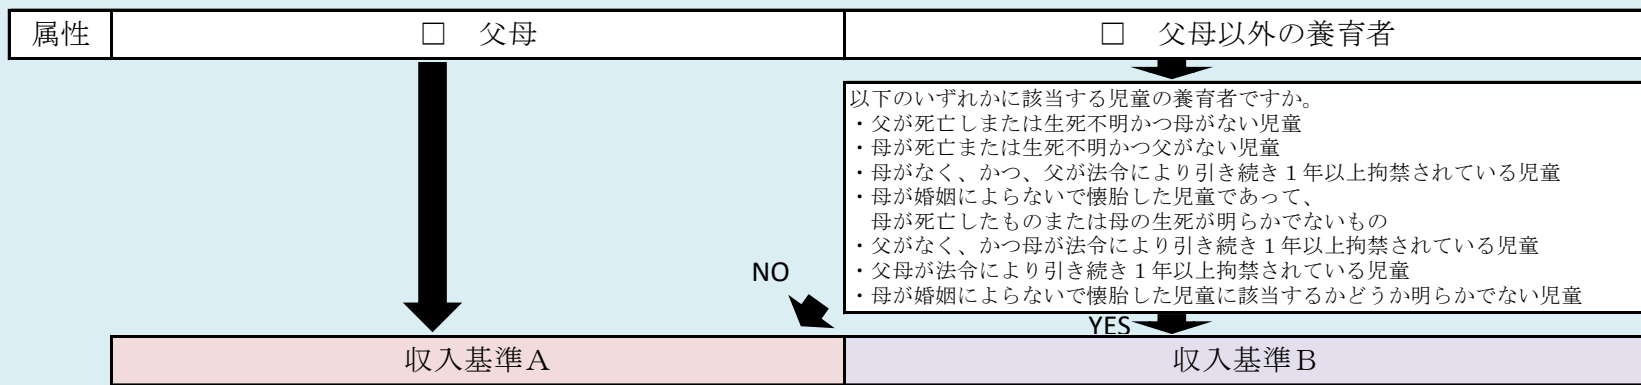 属性
□ 父母
□ 父母以外の養育者
以下のいずれかに該当する児童の養育者ですか。
・父が死亡しまたは生死不明かつ母がない児童
・母が死亡または生死不明かつ父がない児童
・母がなく、かつ、父が法令により引き続き１年以上拘禁されている児童
・母が婚姻によらないで懐胎した児童であって、
母が死亡したものまたは母の生死が明らかでないもの
・父がなく、かつ母が法令により引き続き１年以上拘禁されている児童
・父母が法令により引き続き１年以上拘禁されている児童
・母が婚姻によらないで懐胎した児童に該当するかどうか明らかでない児童
NO
YES
収入基準Ａ
収入基準Ｂ